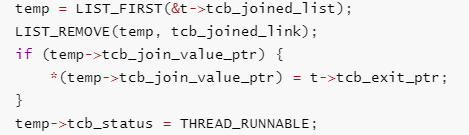 temp = LIST_FIRST(&t->tcb_joined_list);
LIST_REMOVE(temp, tcb_joined_link);
if (temp->tcb_join_value_ptr) {
    *(temp->tcb_join_value_ptr) = t->tcb_exit_ptr;
}
temp->tcb_status = THREAD_RUNNABLE;